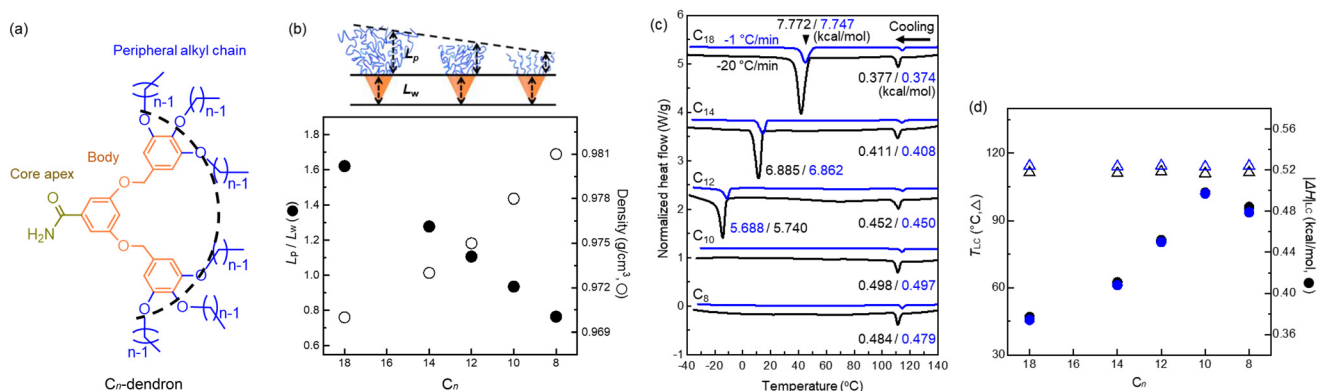 (a)
Peripheral alkyl chain
n-1
n-1
n-1
O
O
O
n-1
Body
O
Core apex
O
H2N
O
n-1
O
O
O
n-1
n-1
Cn-dendron
(b)
Lp
Lw
Lp / Lw (●)
1.8
1.6
1.4
1.2
1.0
0.8
0.6
18 16 14 12 10 8
Cn
0.981
0.978
0.975
0.972
0.969
Density (g/cm3, ○)
(c)
Normalized heat flow (W/g)
6
5
4
3
2
1
0
-1
7.772 / 7.747
(kcal/mol)
Cooling
C18
-1 °C/min
-20 °C/min
0.377 / 0.374
(kcal/mol)
C14
0.411 / 0.408
6.885 / 6.862
C12
5.688 / 5.740
0.452 / 0.450
C10
0.498 / 0.497
C8
0.484 / 0.479
-40 -20 0 20 40 60 80 100 120 140
Temperature (oC)
(d)
TLC (°C, △)
120
90
60
30
18 16 14 12 10 8
Cn
0.56
0.52
0.48
0.44
0.40
0.36
|ΔH|LC (kcal/mol, ●)